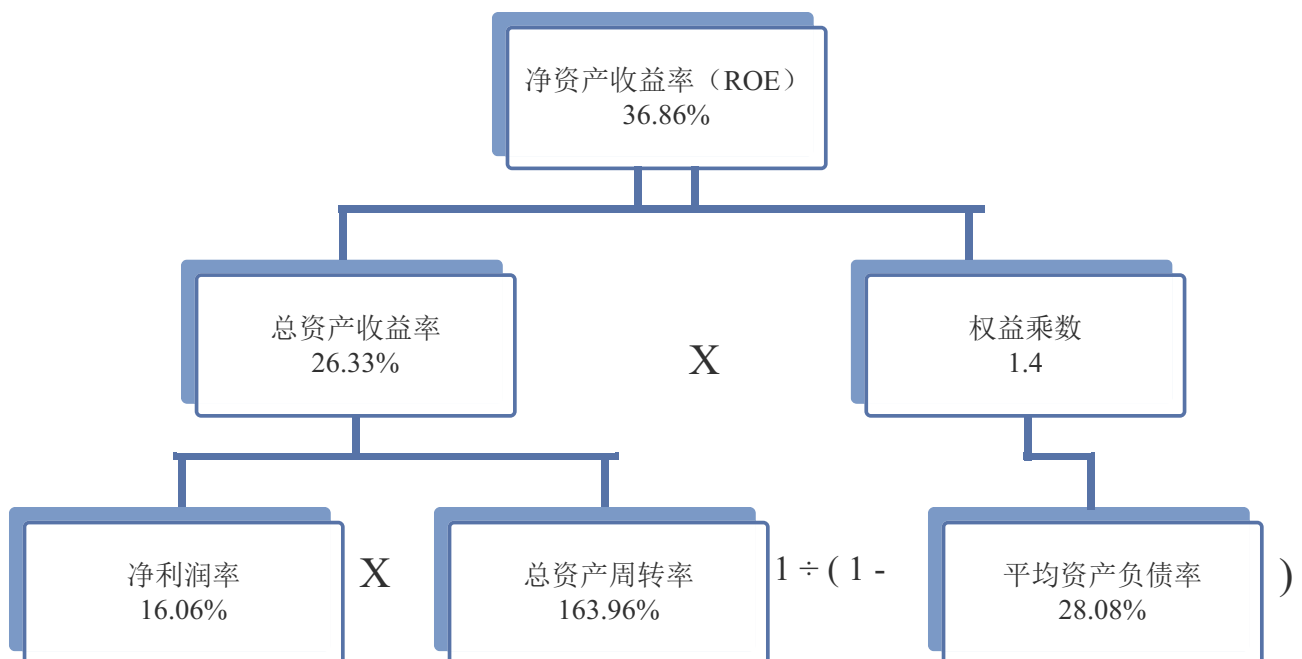 净资产收益率（ROE）
36.86%
总资产收益率
26.33%
X
权益乘数
1.4
净利润率
16.06%
X
总资产周转率
163.96%
1 ÷ ( 1 -
平均资产负债率
28.08%
)